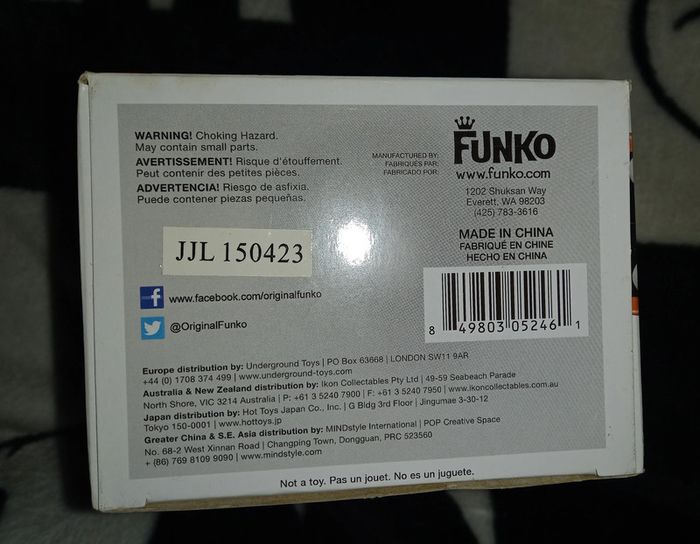 WARNING! Choking Hazard.
May contain small parts.
AVERTISSEMENT! Risque d'étouffement.
Peut contenir des petites pièces.
ADVERTENCIA! Riesgo de asfixia.
Puede contener piezas pequeñas.
MANUFACTURED BY:
FABRIQUÉS PAR:
FABRICADO POR:
FUNKO
www.funko.com
1202 Shuksan Way
Everett, WA 98203
(425) 783-3616
MADE IN CHINA
FABRIQUÉ EN CHINE
HECHO EN CHINA
JJL 150423
www.facebook.com/originalfunko
@OriginalFunko
8 49803 05246 1
Europe distribution by: Underground Toys | PO Box 63668 | LONDON SW11 9AR
+44 (0) 1708 374 499 | www.underground-toys.com
Australia & New Zealand distribution by: Ikon Collectables Pty Ltd | 49-59 Seabeach Parade
North Shore, VIC 3214 Australia | P: +61 3 5240 7900 | F: +61 3 5240 7950 | www.ikoncollectables.com.au
Japan distribution by: Hot Toys Japan Co., Inc. | G Bldg 3rd Floor | Jingumae 3-30-12
Tokyo 150-0001 | www.hottoys.jp
Greater China & S.E. Asia distribution by: MINDstyle International | POP Creative Space
No. 68-2 West Xinnan Road | Changping Town, Dongguan, PRC 523560
+ (86) 769 8109 9090 | www.mindstyle.com
Not a toy. Pas un jouet. No es un juguete.